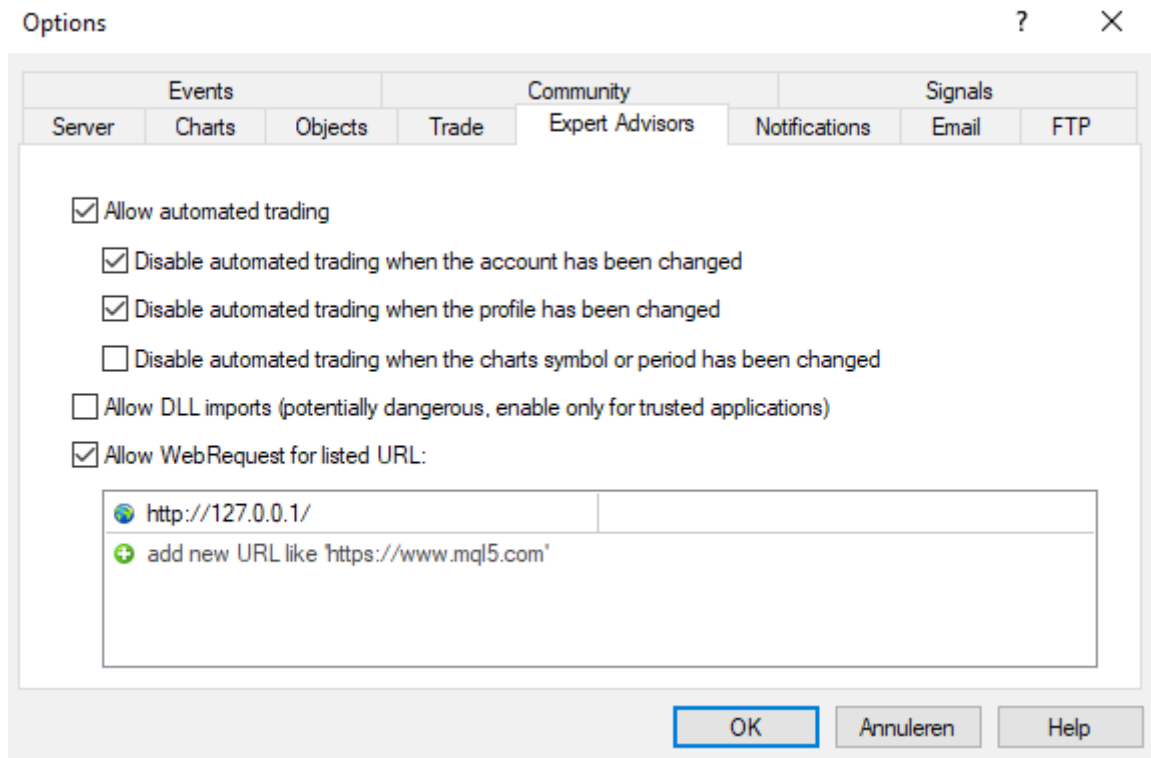 Options ? ×
Events Community Signals
Server Charts Objects Trade Expert Advisors Notifications Email FTP
Allow automated trading
Disable automated trading when the account has been changed
Disable automated trading when the profile has been changed
Disable automated trading when the charts symbol or period has been changed
Allow DLL imports (potentially dangerous, enable only for trusted applications)
Allow WebRequest for listed URL:
http://127.0.0.1/
add new URL like 'https://www.mql5.com'
OK Annuleren Help